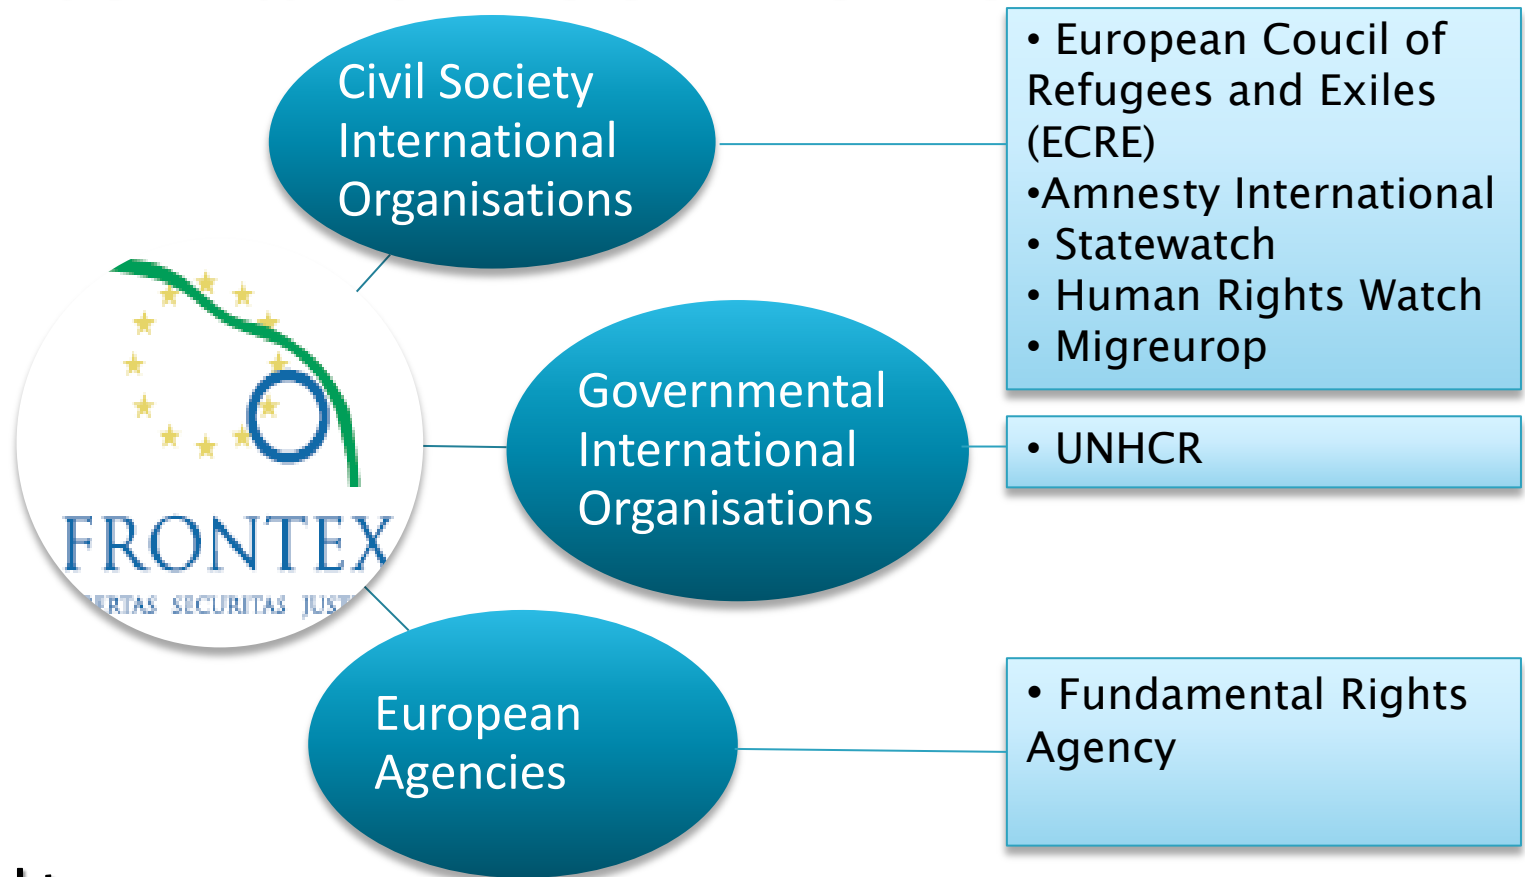 Civil Society
International
Organisations
• European Coucil of
Refugees and Exiles
(ECRE)
•Amnesty International
• Statewatch
• Human Rights Watch
• Migreurop
FRONTEX
SECURITAS
Governmental
International
Organisations
• UNHCR
European
Agencies
• Fundamental Rights
Agency